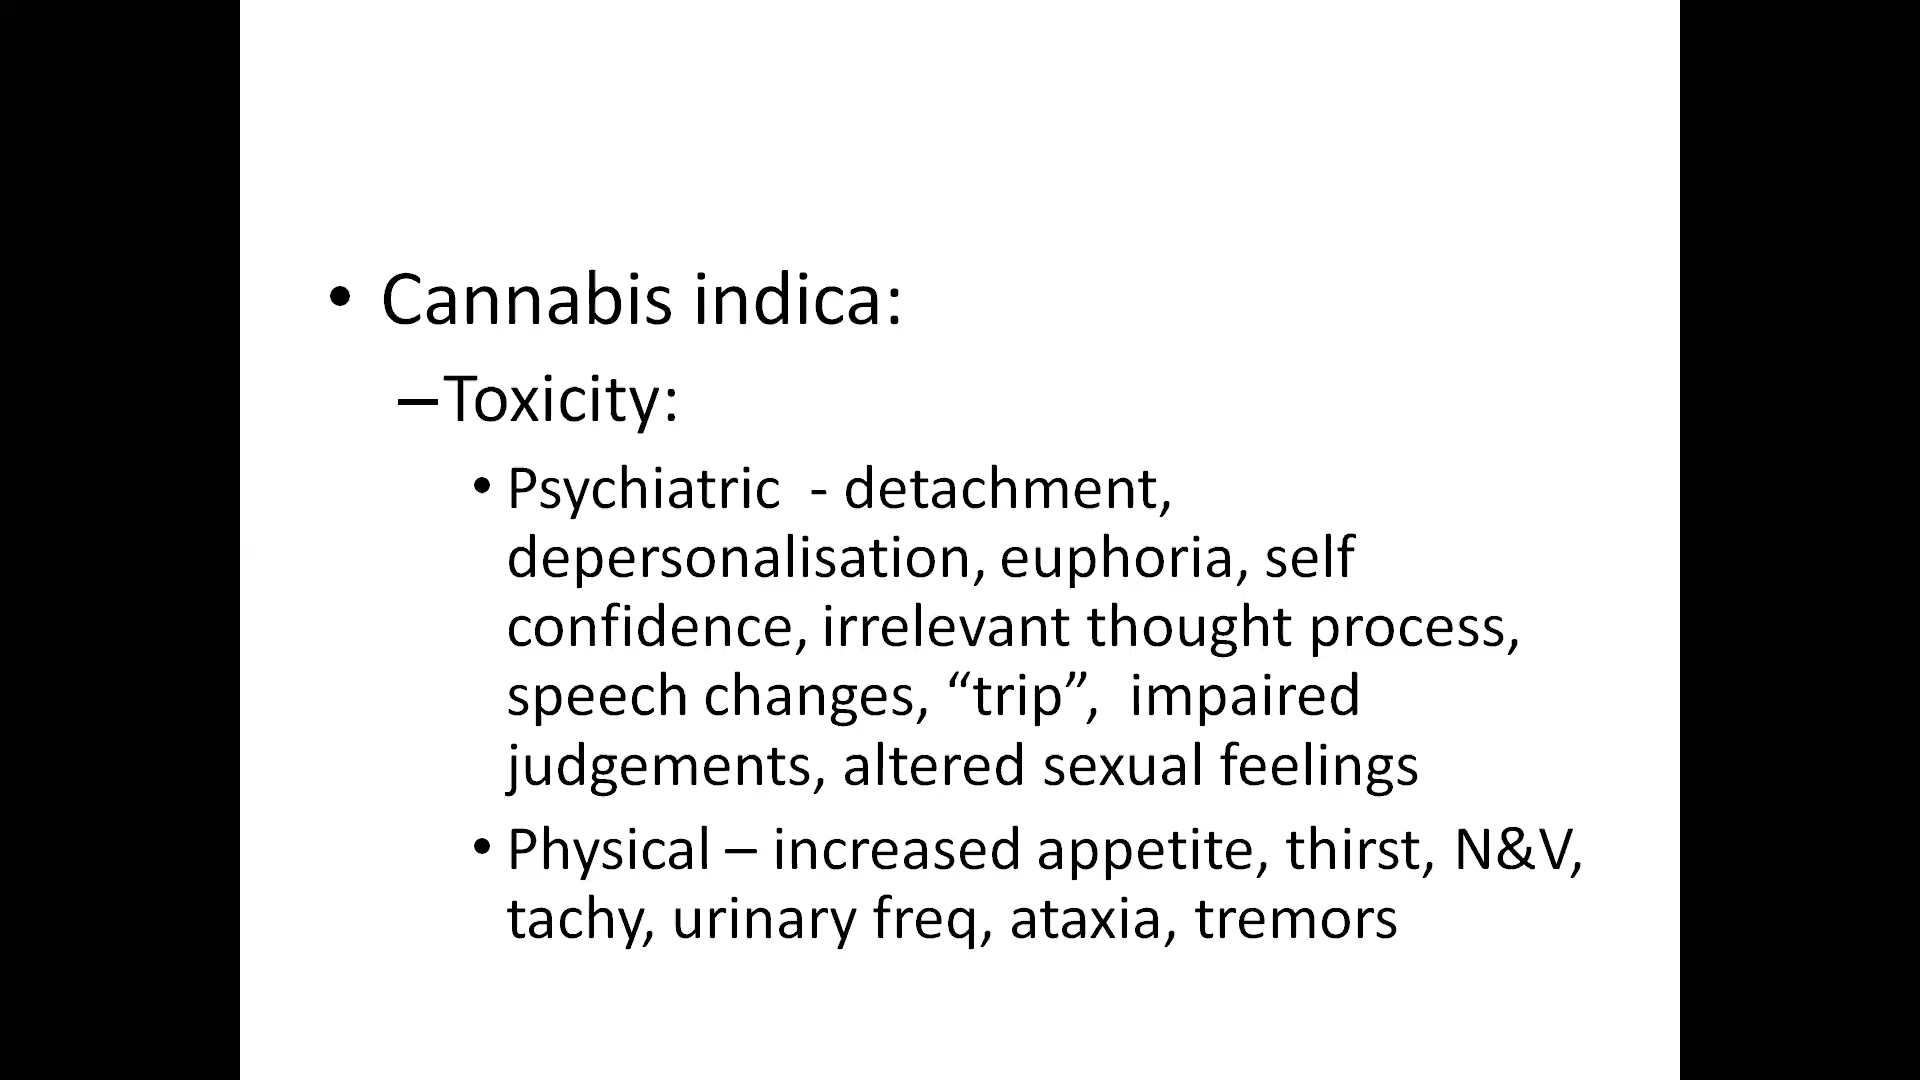 • Cannabis indica:
–Toxicity:
• Psychiatric  - detachment,
depersonalisation, euphoria, self
confidence, irrelevant thought process,
speech changes, “trip”,  impaired
judgements, altered sexual feelings
• Physical – increased appetite, thirst, N&V,
tachy, urinary freq, ataxia, tremors